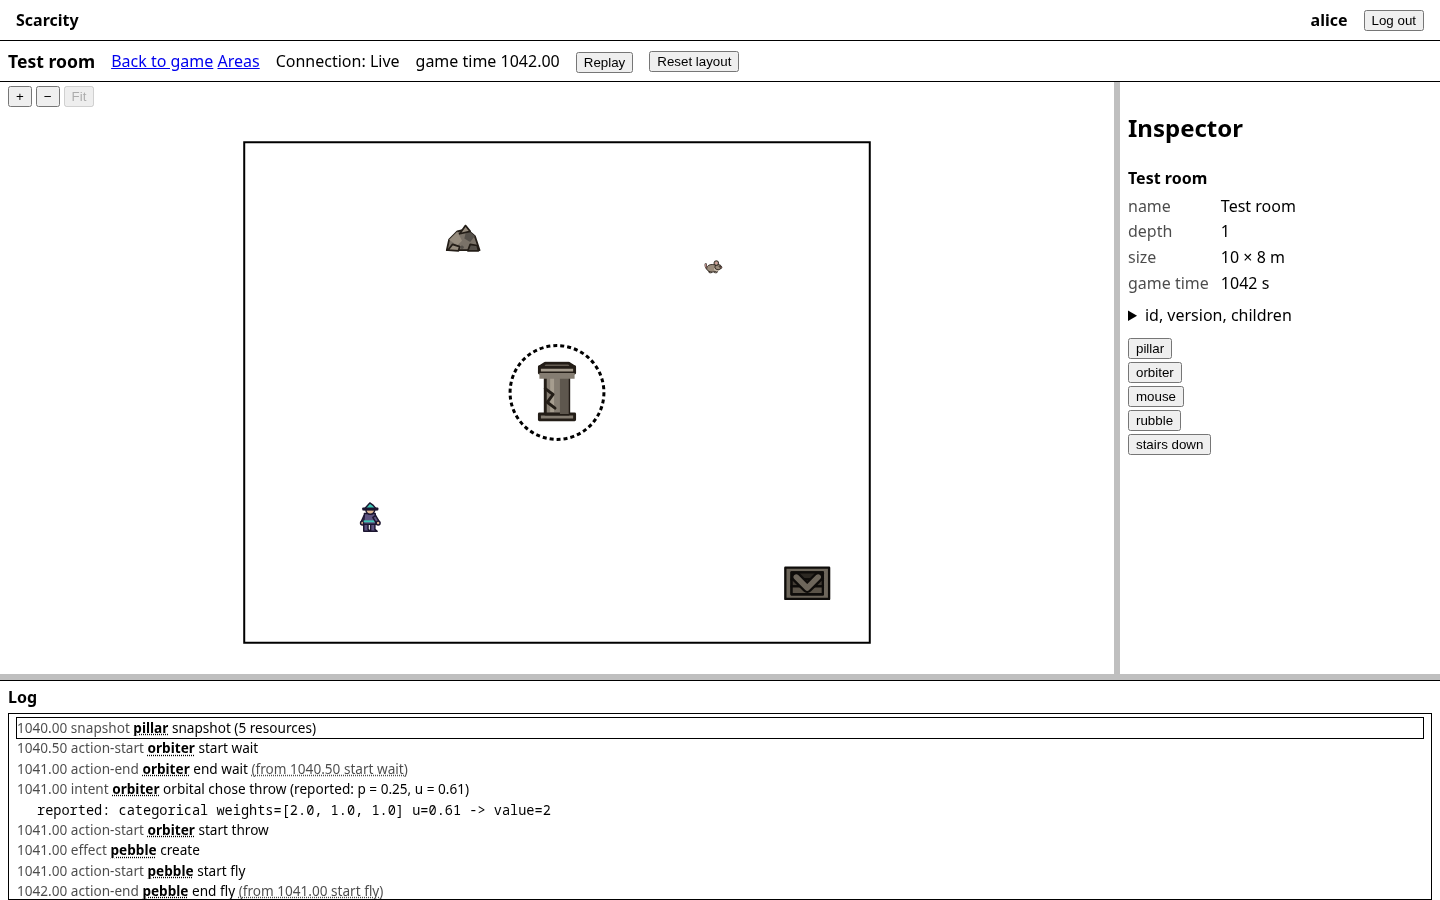 Scarcity
alice
Log out
Test room
Back to game Areas
Connection: Live
game time 1042.00
Replay
Reset layout
+
−
Fit
Inspector
Test room
name Test room
depth 1
size 10 × 8 m
game time 1042 s
id, version, children
pillar
orbiter
mouse
rubble
stairs down
Log
1040.00 snapshot pillar snapshot (5 resources)
1040.50 action-start orbiter start wait
1041.00 action-end orbiter end wait (from 1040.50 start wait)
1041.00 intent orbiter orbital chose throw (reported: p = 0.25, u = 0.61)
reported: categorical weights=[2.0, 1.0, 1.0] u=0.61 -> value=2
1041.00 action-start orbiter start throw
1041.00 effect pebble create
1041.00 action-start pebble start fly
1042.00 action-end pebble end fly (from 1041.00 start fly)